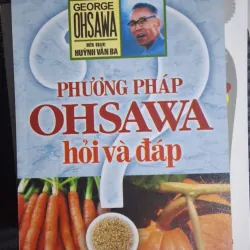 GEORGE
OHSAWA
BIÊN DỊCH
HUỲNH VĂN BA
PHƯƠNG PHÁP
OHSAWA
hỏi và đáp